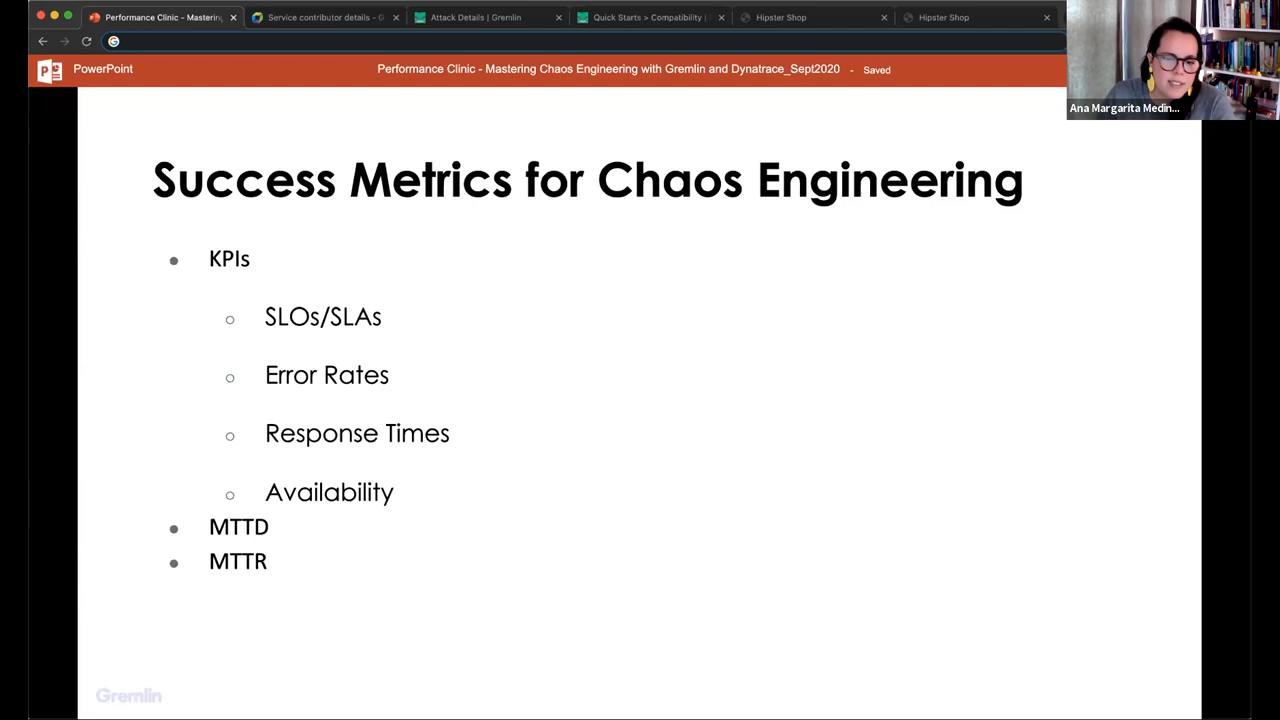 Performance Clinic - Mastering
Service contributor details - G
Attack Details | Gremlin
Quick Starts > Compatibility |
Hipster Shop
Hipster Shop
PowerPoint
Performance Clinic - Mastering Chaos Engineering with Gremlin and Dynatrace_Sept2020 - Saved
Ana Margarita Medin...
Success Metrics for Chaos Engineering
KPIs
SLOs/SLAs
Error Rates
Response Times
Availability
MTTD
MTTR
Gremlin